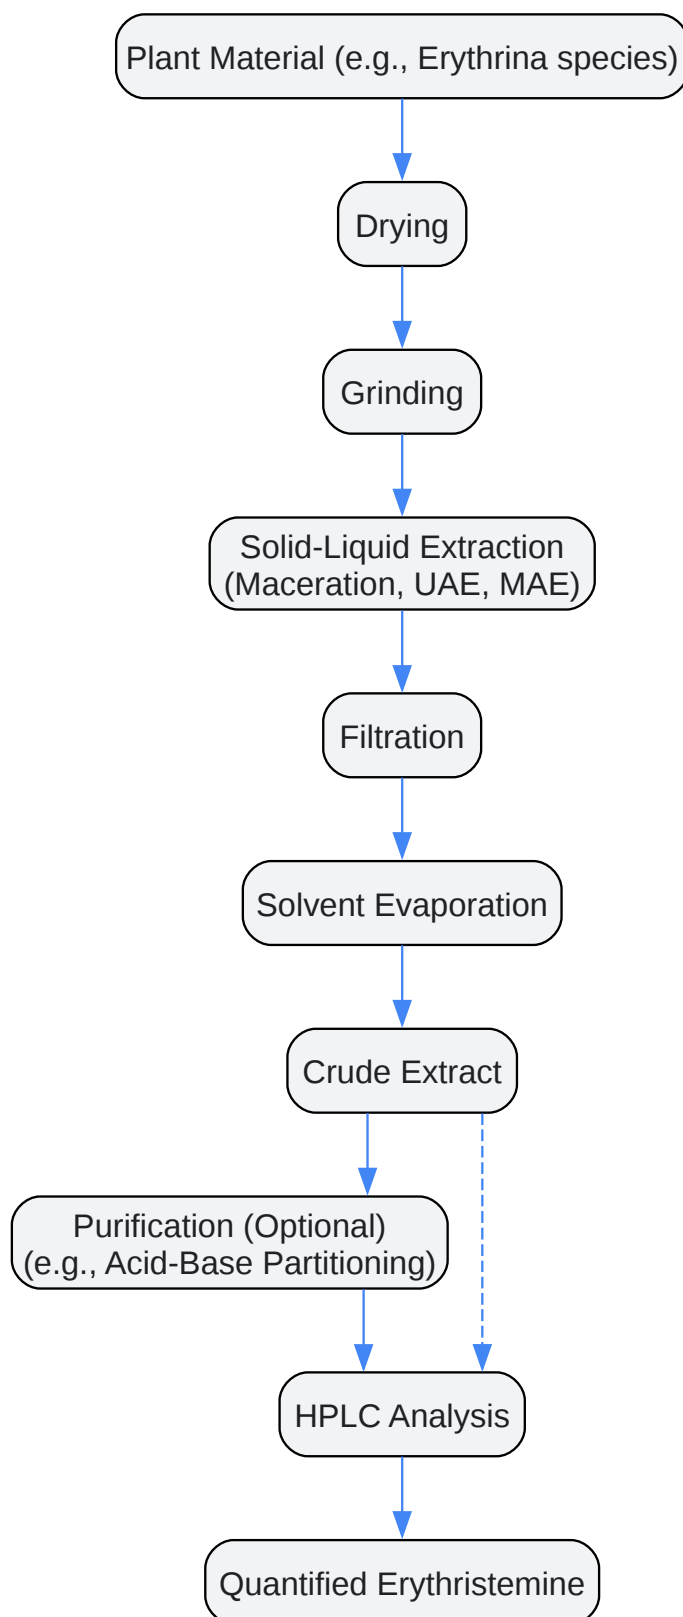 Plant Material (e.g., Erythrina species)
Drying
Grinding
Solid-Liquid Extraction
(Maceration, UAE, MAE)
Filtration
Solvent Evaporation
Crude Extract
Purification (Optional)
(e.g., Acid-Base Partitioning)
HPLC Analysis
Quantified Erythristemine